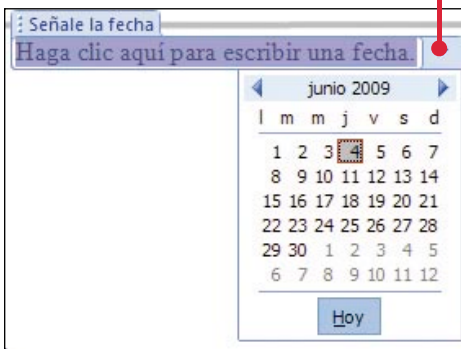 Señale la fecha
Haga clic aquí para escribir una fecha.
junio 2009
l m m j v s d
1 2 3 4 5 6 7
8 9 10 11 12 13 14
15 16 17 18 19 20 21
22 23 24 25 26 27 28
29 30 1 2 3 4 5
6 7 8 9 10 11 12
Hoy